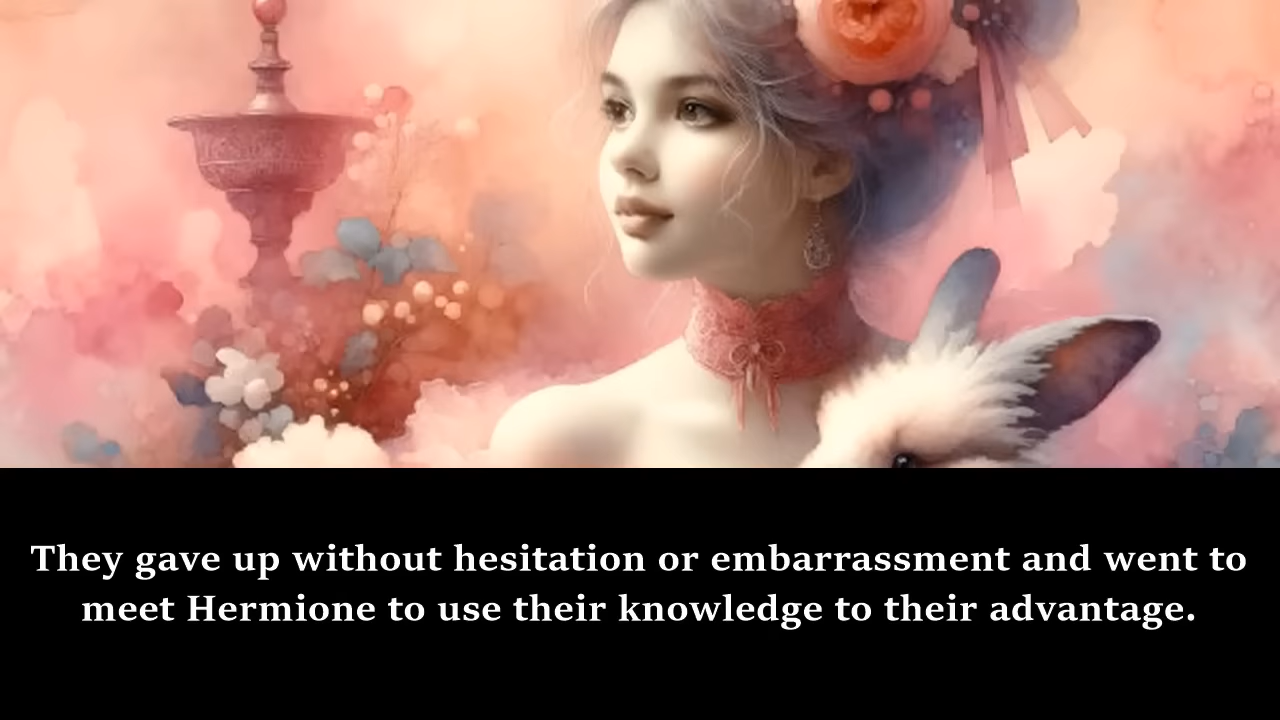 They gave up without hesitation or embarrassment and went to
meet Hermione to use their knowledge to their advantage.